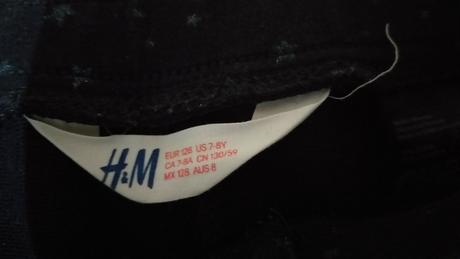 H&M
EUR 128 US 7-8Y
CA 7-8A CN 130/59
MX 128 AUS 8